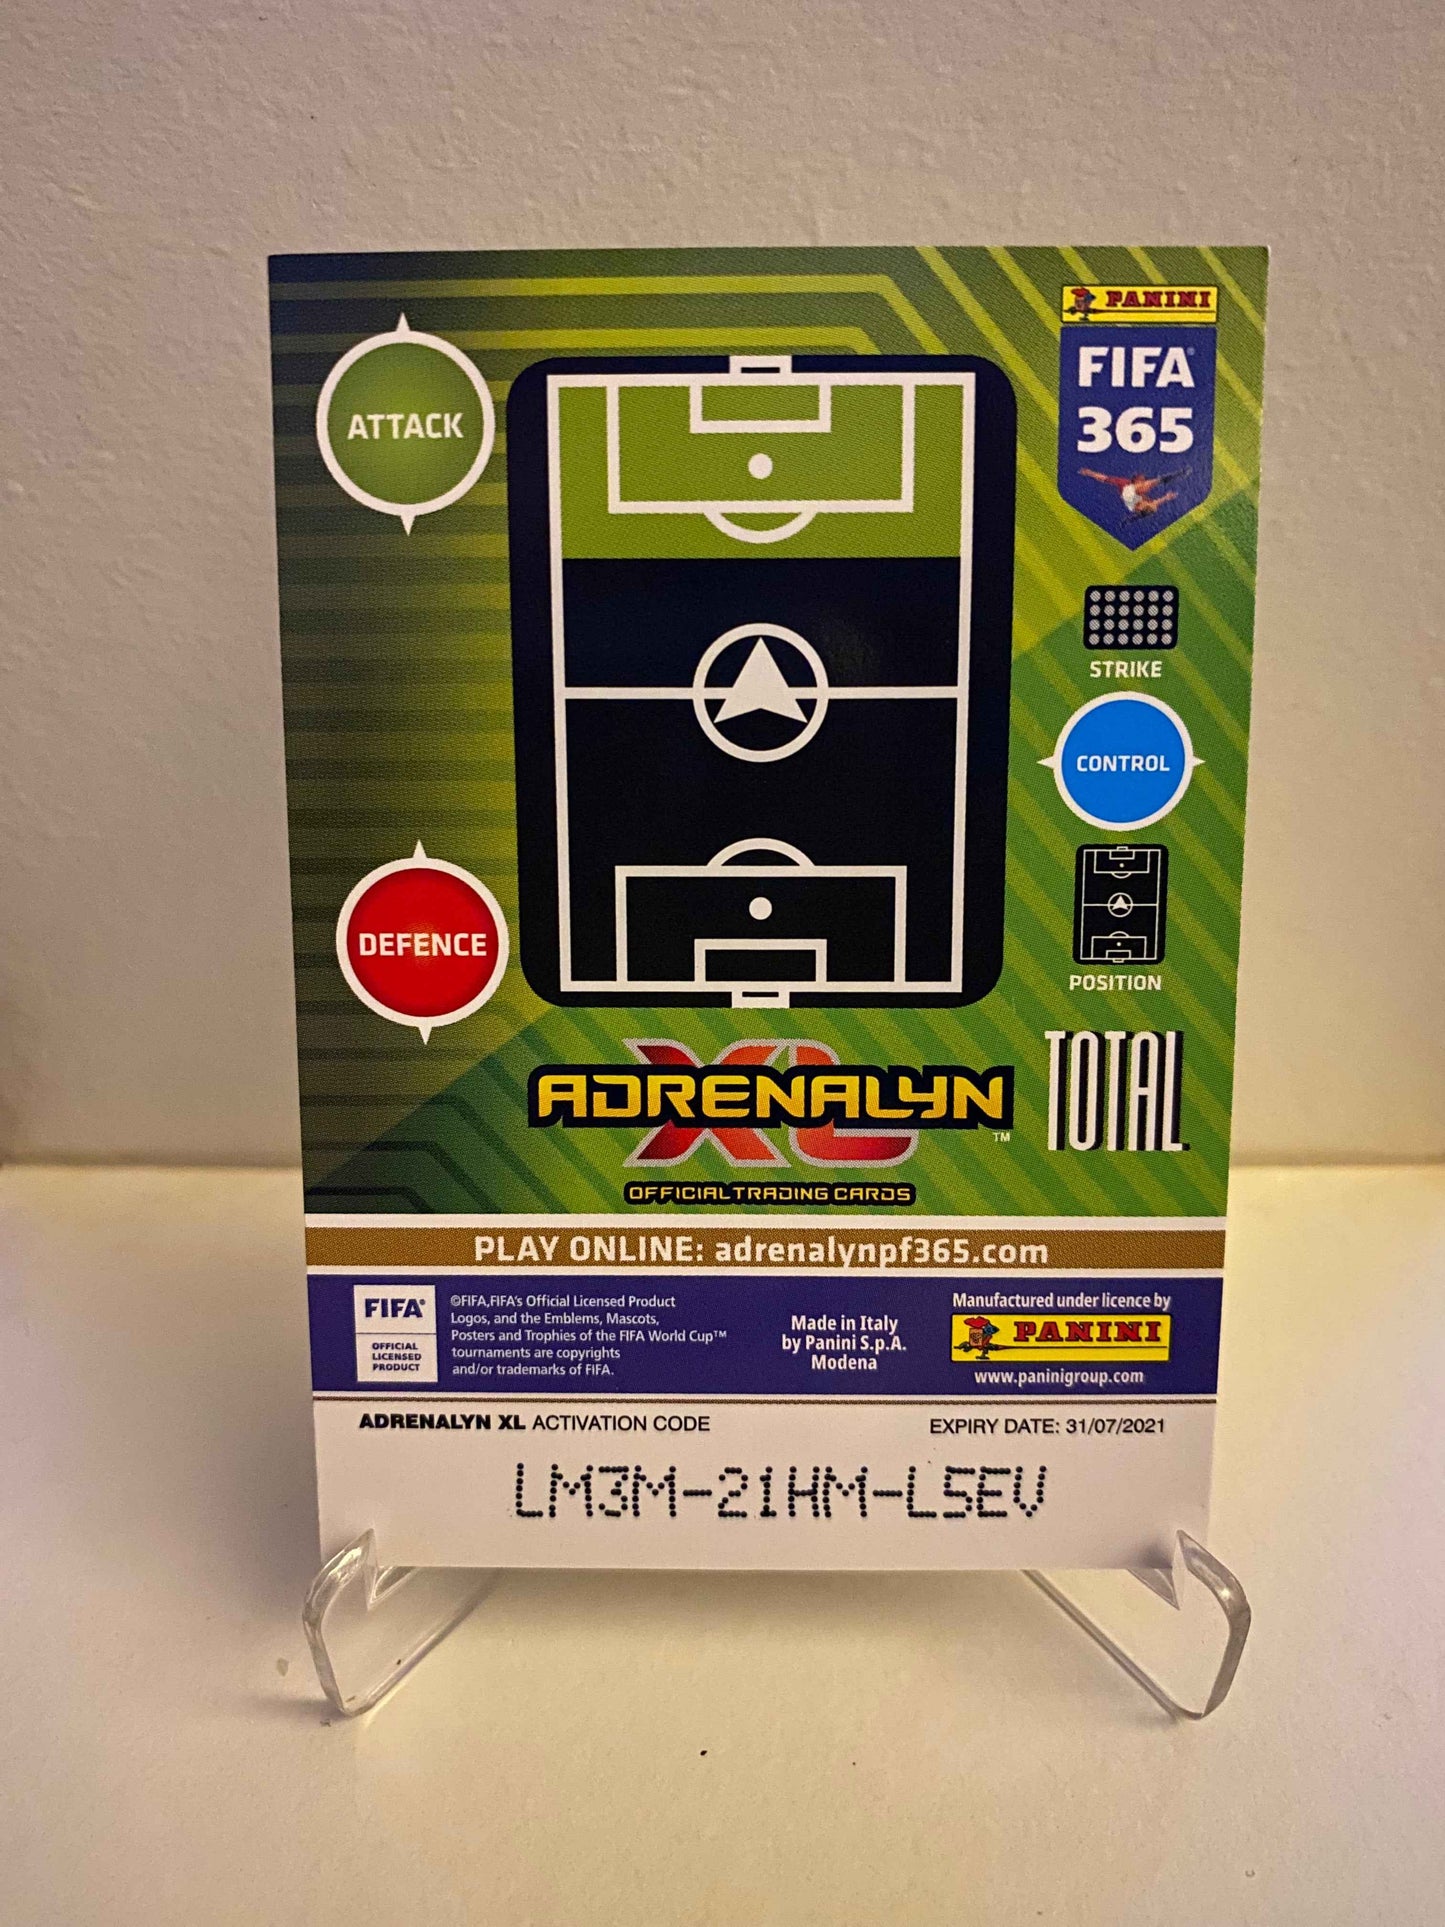 PANINI
FIFA
365
ATTACK
STRIKE
CONTROL
DEFENCE
POSITION
ADRENALYN
XL
TM
OFFICIAL TRADING CARDS
TOTAL
PLAY ONLINE: adrenalynpf365.com
FIFA
OFFICIAL
LICENSED
PRODUCT
©FIFA,FIFA's Official Licensed Product
Logos, and the Emblems, Mascots,
Posters and Trophies of the FIFA World Cup™
tournaments are copyrights
and/or trademarks of FIFA.
Made in Italy
by Panini S.p.A.
Modena
Manufactured under licence by
PANINI
www.paninigroup.com
ADRENALYN XL ACTIVATION CODE
EXPIRY DATE: 31/07/2021
LM3M-21HM-L5EV